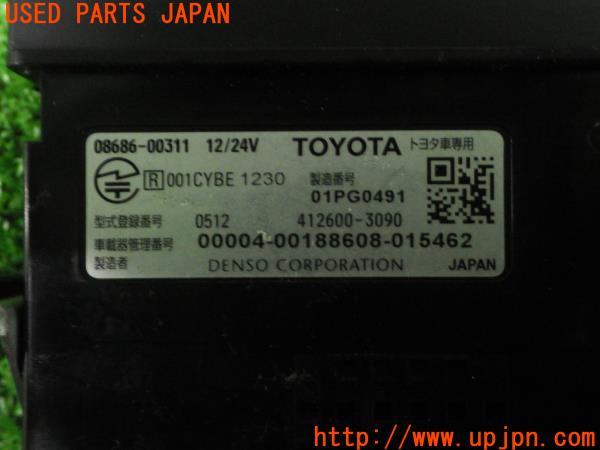 USED PARTS JAPAN
08686-00311 12/24V TOYOTA トヨタ車専用
R 001CYBE1230 製造番号
01PG0491
型式登録番号 0512 412600-3090
車載器管理番号 00004-00188608-015462
製造者 DENSO CORPORATION JAPAN
UPJ
http:// www.upjpn.com